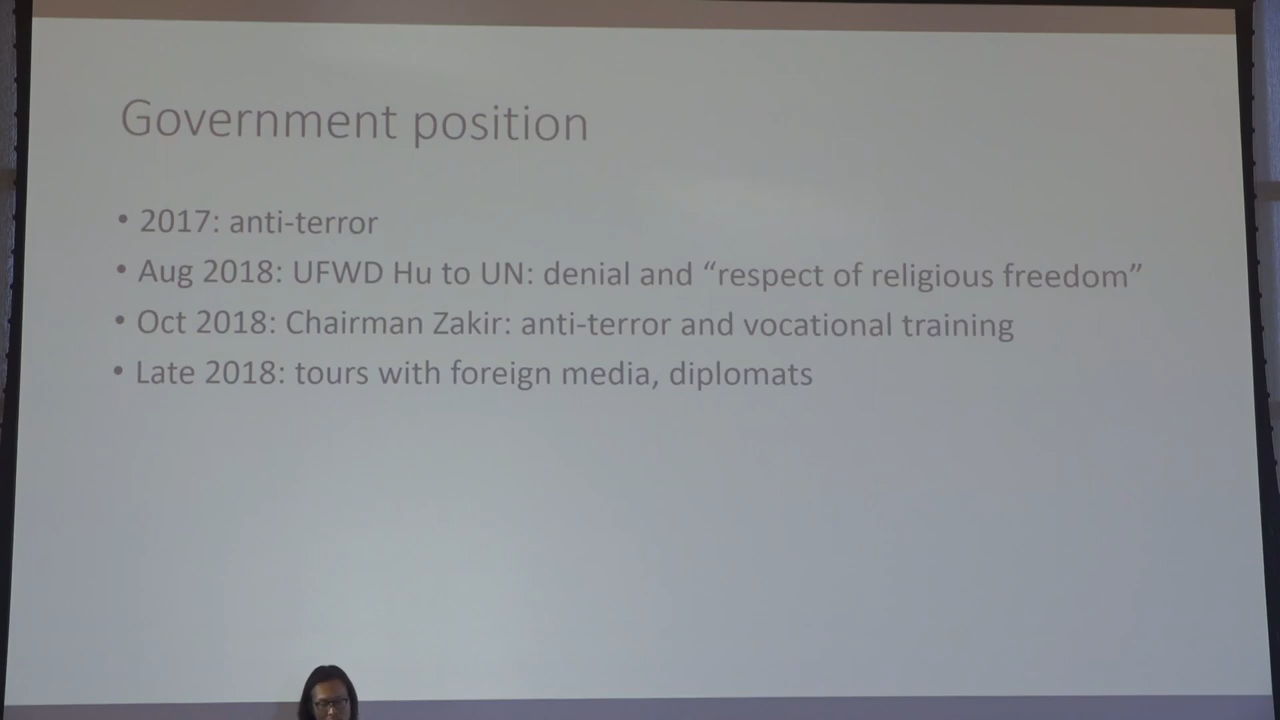 Government position
• 2017: anti-terror
• Aug 2018: UFWD Hu to UN: denial and “respect of religious freedom”
• Oct 2018: Chairman Zakir: anti-terror and vocational training
• Late 2018: tours with foreign media, diplomats